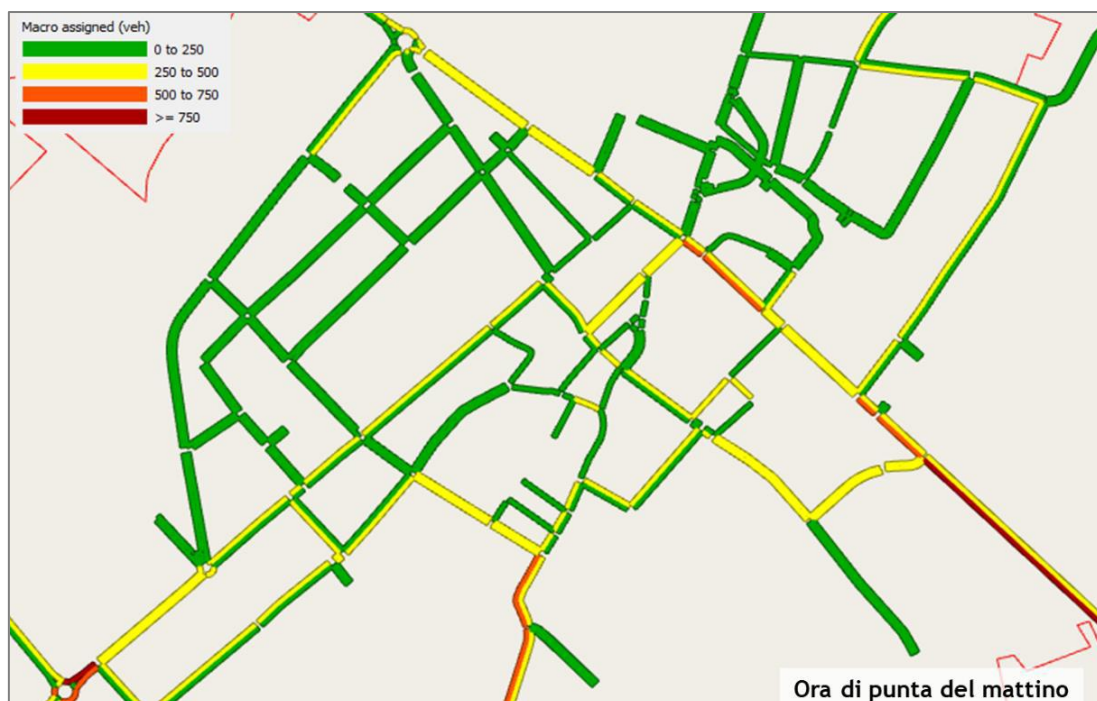 Macro assigned (veh)
0 to 250
250 to 500
500 to 750
>= 750
Ora di punta del mattino